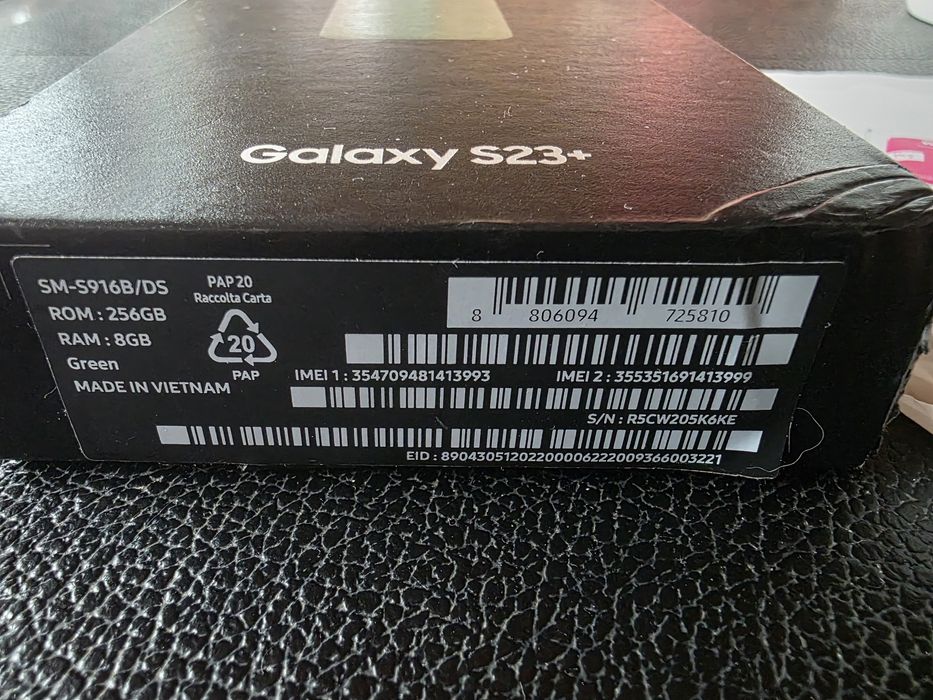 Galaxy S23+
SM-S916B/DS
ROM : 256GB
RAM : 8GB
Green
MADE IN VIETNAM
PAP 20
Raccolta Carta
20
PAP
8 806094 725810
IMEI 1 : 354709481413993
IMEI 2 : 355351691413999
S/N : R5CW205K6KE
EID : 89043051202200006222009366003221